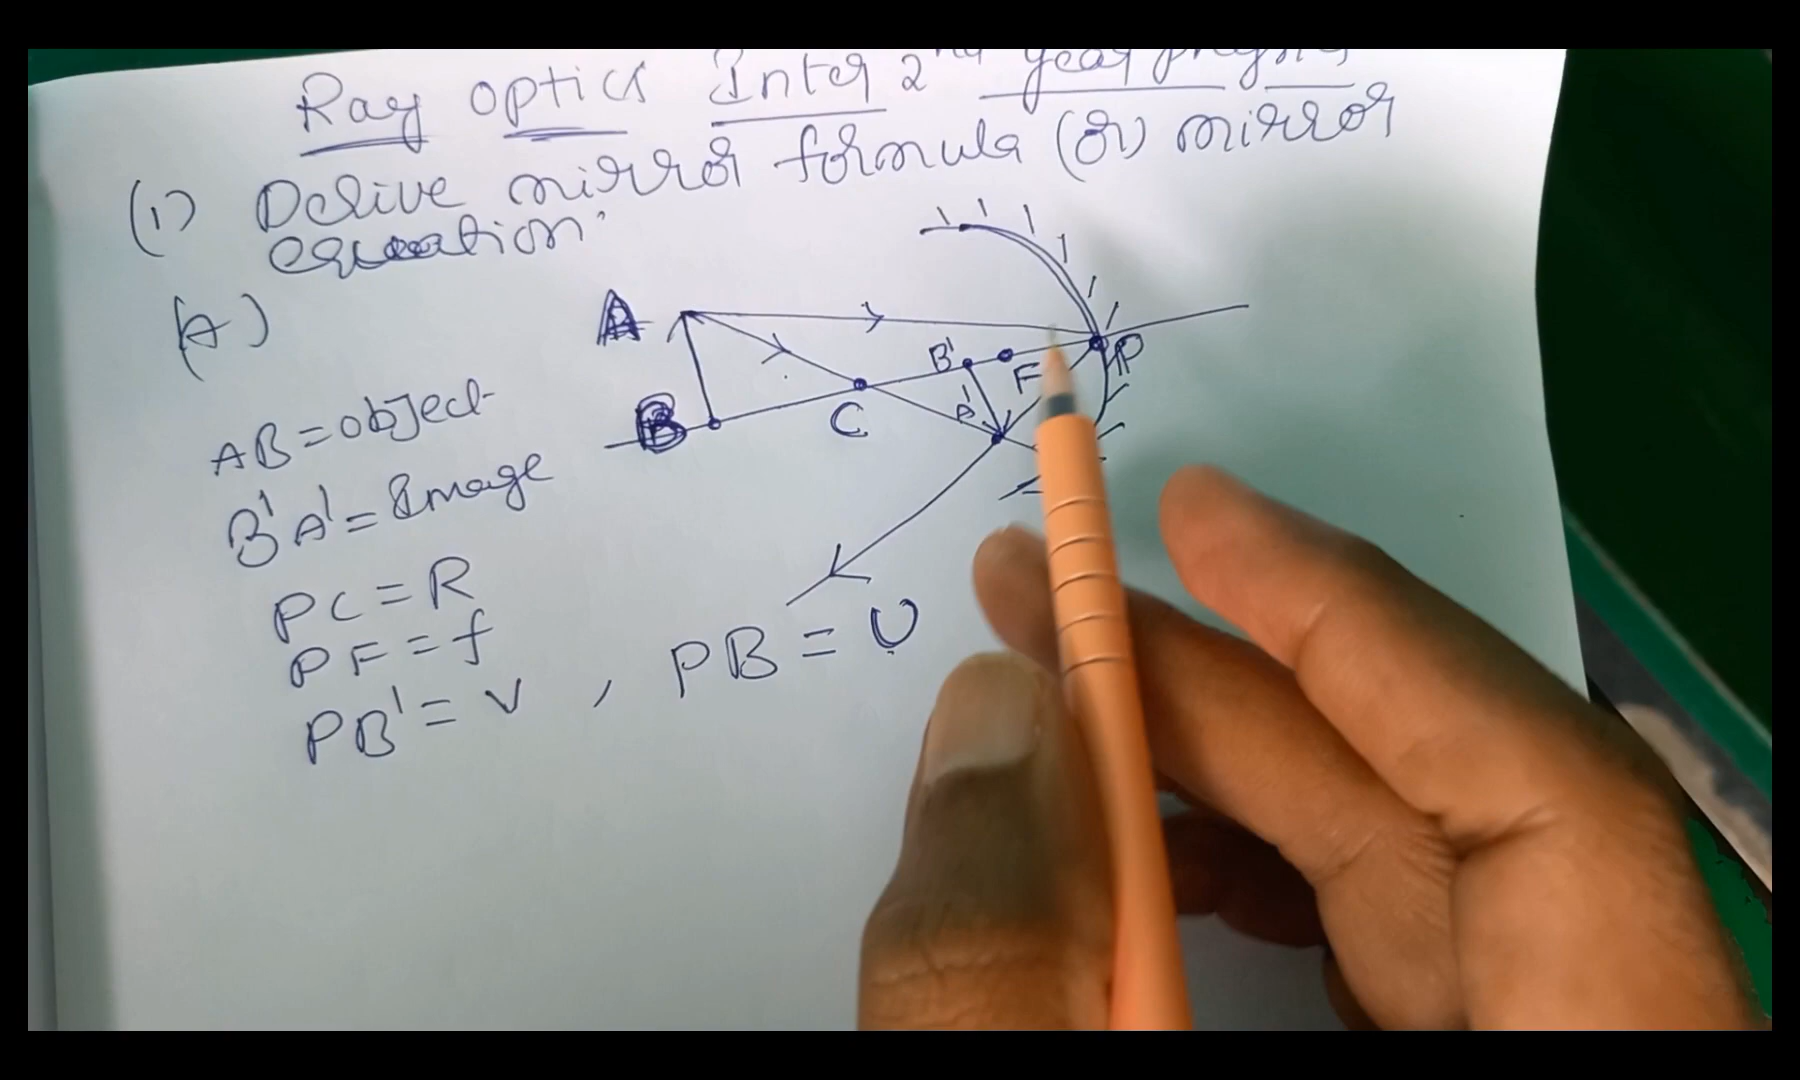 Ray optics Inter 2nd year physics
(1) Derive mirror formula (or) mirror
equation.
(A)
A
B
C
B'
A'
F
P
AB = object
B'A' = Image
PC = R
PF = f
PB' = v , PB = U